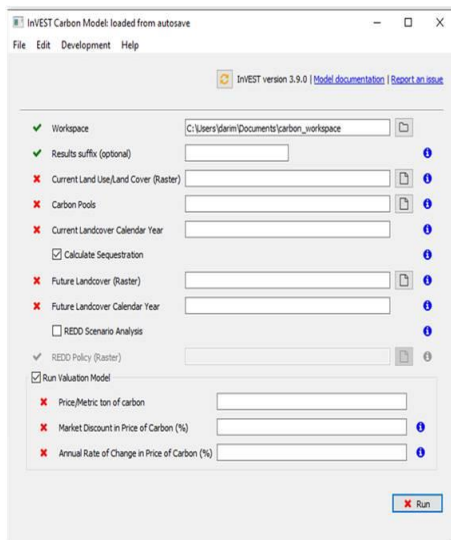 InVEST Carbon Model: loaded from autosave
File Edit Development Help
InVEST version 3.9.0 | Model documentation | Report an issue
Workspace C:\Users\darim\Documents\carbon_workspace
Results suffix (optional)
Current Land Use/Land Cover (Raster)
Carbon Pools
Current Landcover Calendar Year
Calculate Sequestration
Future Landcover (Raster)
Future Landcover Calendar Year
REDD Scenario Analysis
REDD Policy (Raster)
Run Valuation Model
Price/Metric ton of carbon
Market Discount in Price of Carbon (%)
Annual Rate of Change in Price of Carbon (%)
Run